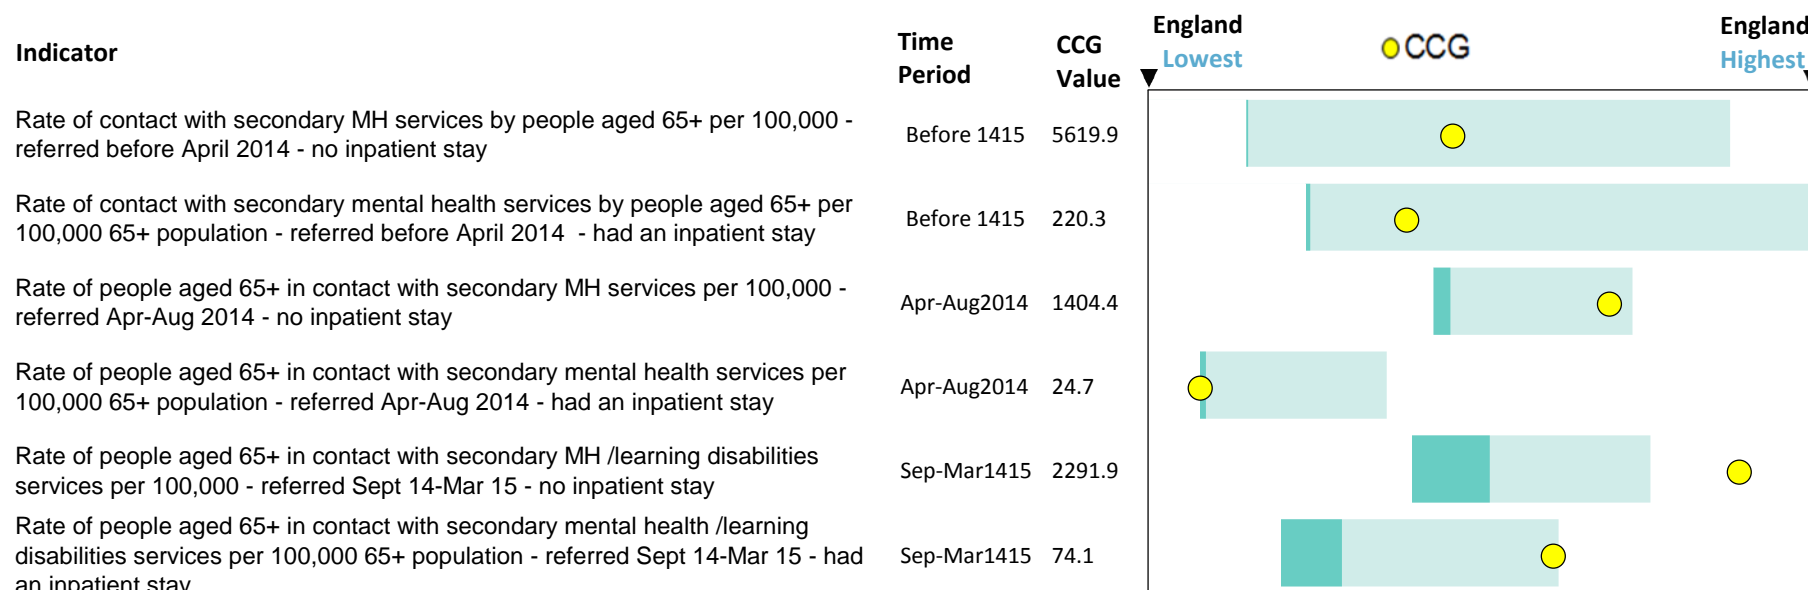 Indicator
Time Period
CCG Value
England Lowest
CCG
England Highest
Rate of contact with secondary MH services by people aged 65+ per 100,000 -
referred before April 2014 - no inpatient stay
Before 1415 5619.9
Rate of contact with secondary mental health services by people aged 65+ per
100,000 65+ population - referred before April 2014 - had an inpatient stay
Before 1415 220.3
Rate of people aged 65+ in contact with secondary MH services per 100,000 -
referred Apr-Aug 2014 - no inpatient stay
Apr-Aug2014 1404.4
Rate of people aged 65+ in contact with secondary mental health services per
100,000 65+ population - referred Apr-Aug 2014 - had an inpatient stay
Apr-Aug2014 24.7
Rate of people aged 65+ in contact with secondary MH /learning disabilities
services per 100,000 - referred Sept 14-Mar 15 - no inpatient stay
Sep-Mar1415 2291.9
Rate of people aged 65+ in contact with secondary mental health /learning
disabilities services per 100,000 65+ population - referred Sept 14-Mar 15 - had
an inpatient stay
Sep-Mar1415 74.1